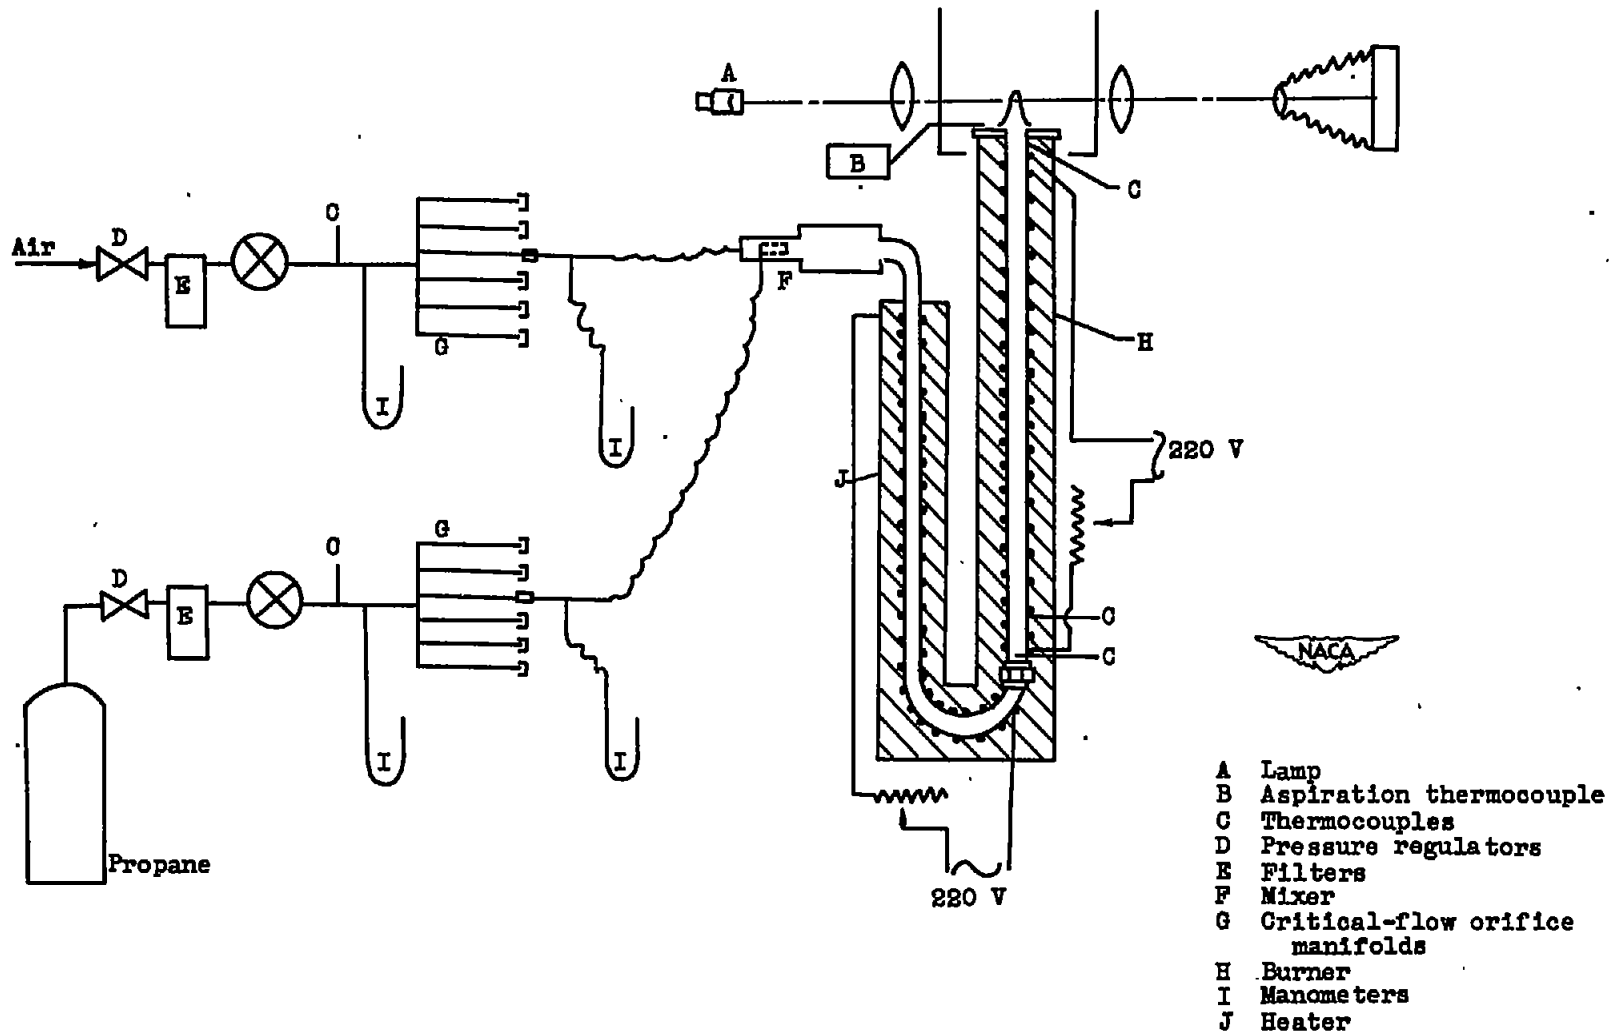 A
B
C
D
C
Air
E
F
G
H
I
I
J
220 V
G
D
C
E
C
C
NACA
I
I
Propane
220 V
A Lamp
B Aspiration thermocouple
C Thermocouples
D Pressure regulators
E Filters
F Mixer
G Critical-flow orifice
manifolds
H Burner
I Manometers
J Heater